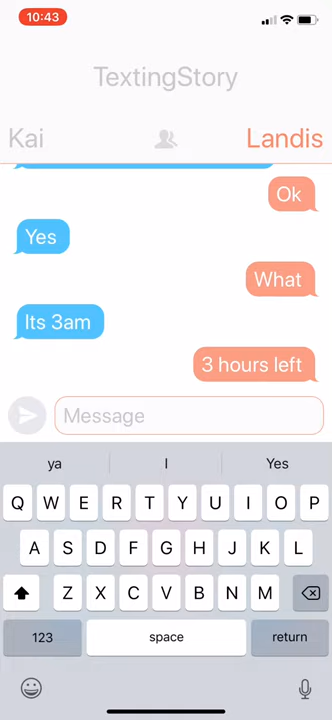 10:43
TextingStory
Kai Landis
Ok
Yes
What
Its 3am
3 hours left
Message
ya I Yes
Q W E R T Y U I O P
A S D F G H J K L
Z X C V B N M
123 space return